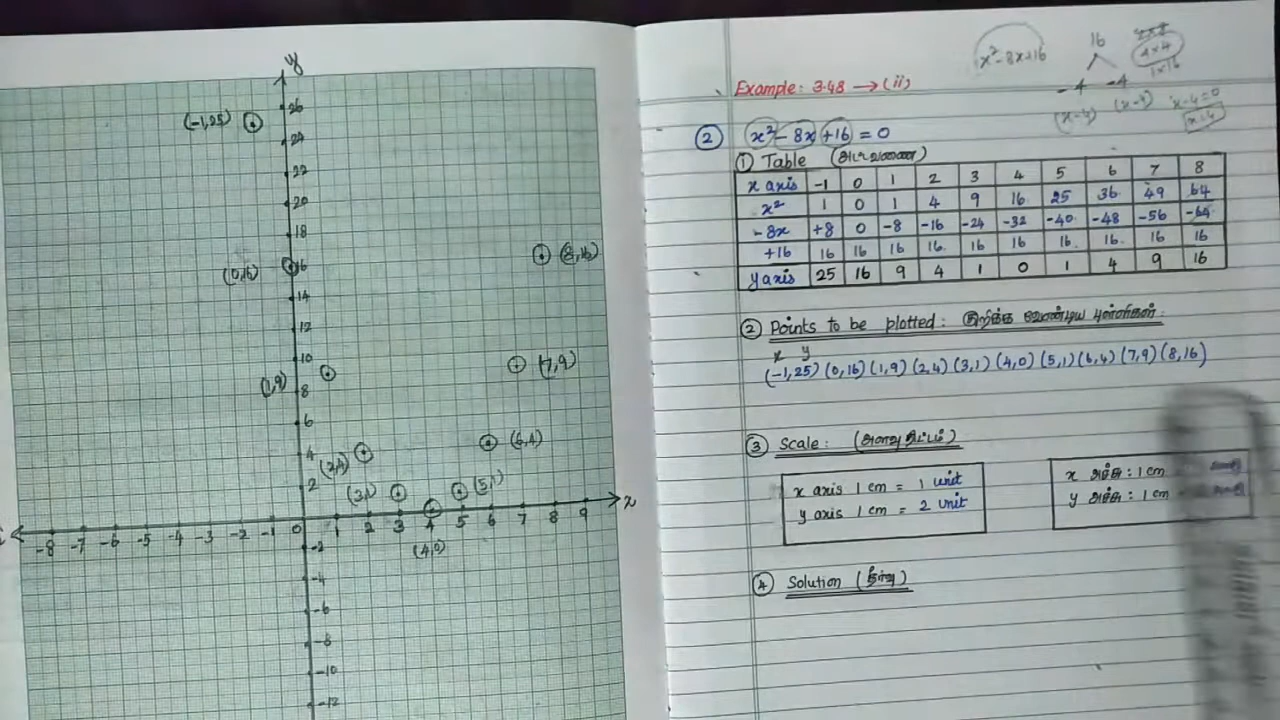 y
26
(-1,25)
24
22
20
18
(8,16)
(0,16)
16
14
12
10
(7,9)
(1,9)
8
6
(6,4)
4
(2,4)
(5,1)
2
(3,1)
x
-8 -7 -6 -5 -4 -3 -2 -1 0 1 2 3 4 5 6 7 8 9
(4,0)
-2
-4
-6
-8
-10
-12
x²-8x+16
16
4×4
1×16
-4 -4
(x-4) (x-4)
x-4=0
x=4
Example: 3.48 → (ii)
② x² - 8x + 16 = 0
① Table (அட்டவணை)
x axis -1 0 1 2 3 4 5 6 7 8
x² 1 0 1 4 9 16 25 36 49 64
-8x +8 0 -8 -16 -24 -32 -40 -48 -56 -64
+16 16 16 16 16 16 16 16 16 16 16
y axis 25 16 9 4 1 0 1 4 9 16
② Points to be plotted: குறிக்க வேண்டிய புள்ளிகள்:
x y
(-1,25) (0,16) (1,9) (2,4) (3,1) (4,0) (5,1) (6,4) (7,9) (8,16)
③ Scale: (அளவுதிட்டம்)
x axis 1 cm = 1 unit
y axis 1 cm = 2 unit
x அச்சு : 1 cm
y அச்சு : 1 cm
④ Solution (தீர்வு)